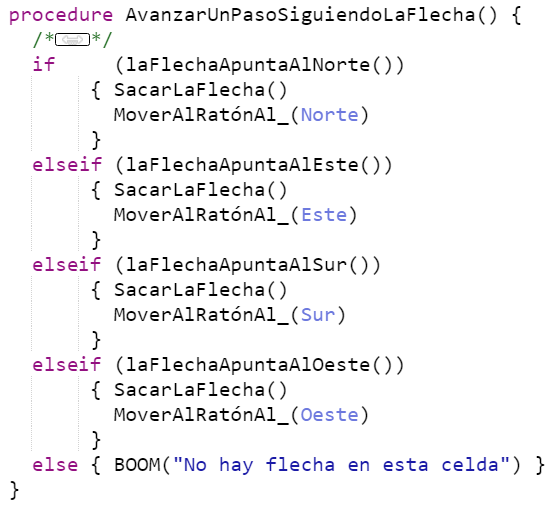 procedure AvanzarUnPasoSiguiendoLaFlecha() {
/* */
if (laFlechaApuntaAlNorte())
{ SacarLaFlecha()
MoverAlRatónAl_(Norte)
}
elseif (laFlechaApuntaAlEste())
{ SacarLaFlecha()
MoverAlRatónAl_(Este)
}
elseif (laFlechaApuntaAlSur())
{ SacarLaFlecha()
MoverAlRatónAl_(Sur)
}
elseif (laFlechaApuntaAlOeste())
{ SacarLaFlecha()
MoverAlRatónAl_(Oeste)
}
else { BOOM("No hay flecha en esta celda") }
}